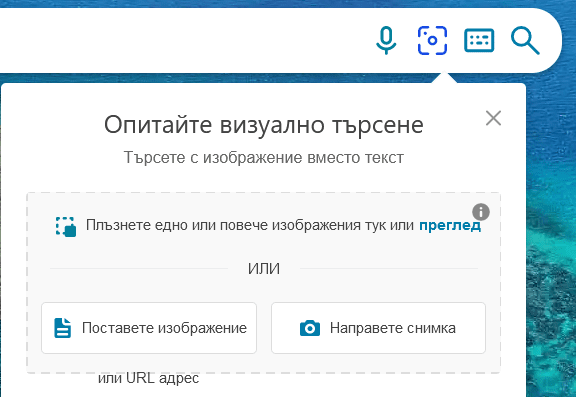 Опитайте визуално търсене
Търсете с изображение вместо текст
Плъзнете едно или повече изображения тук или преглед
ИЛИ
Поставете изображение
или URL адрес
Направете снимка